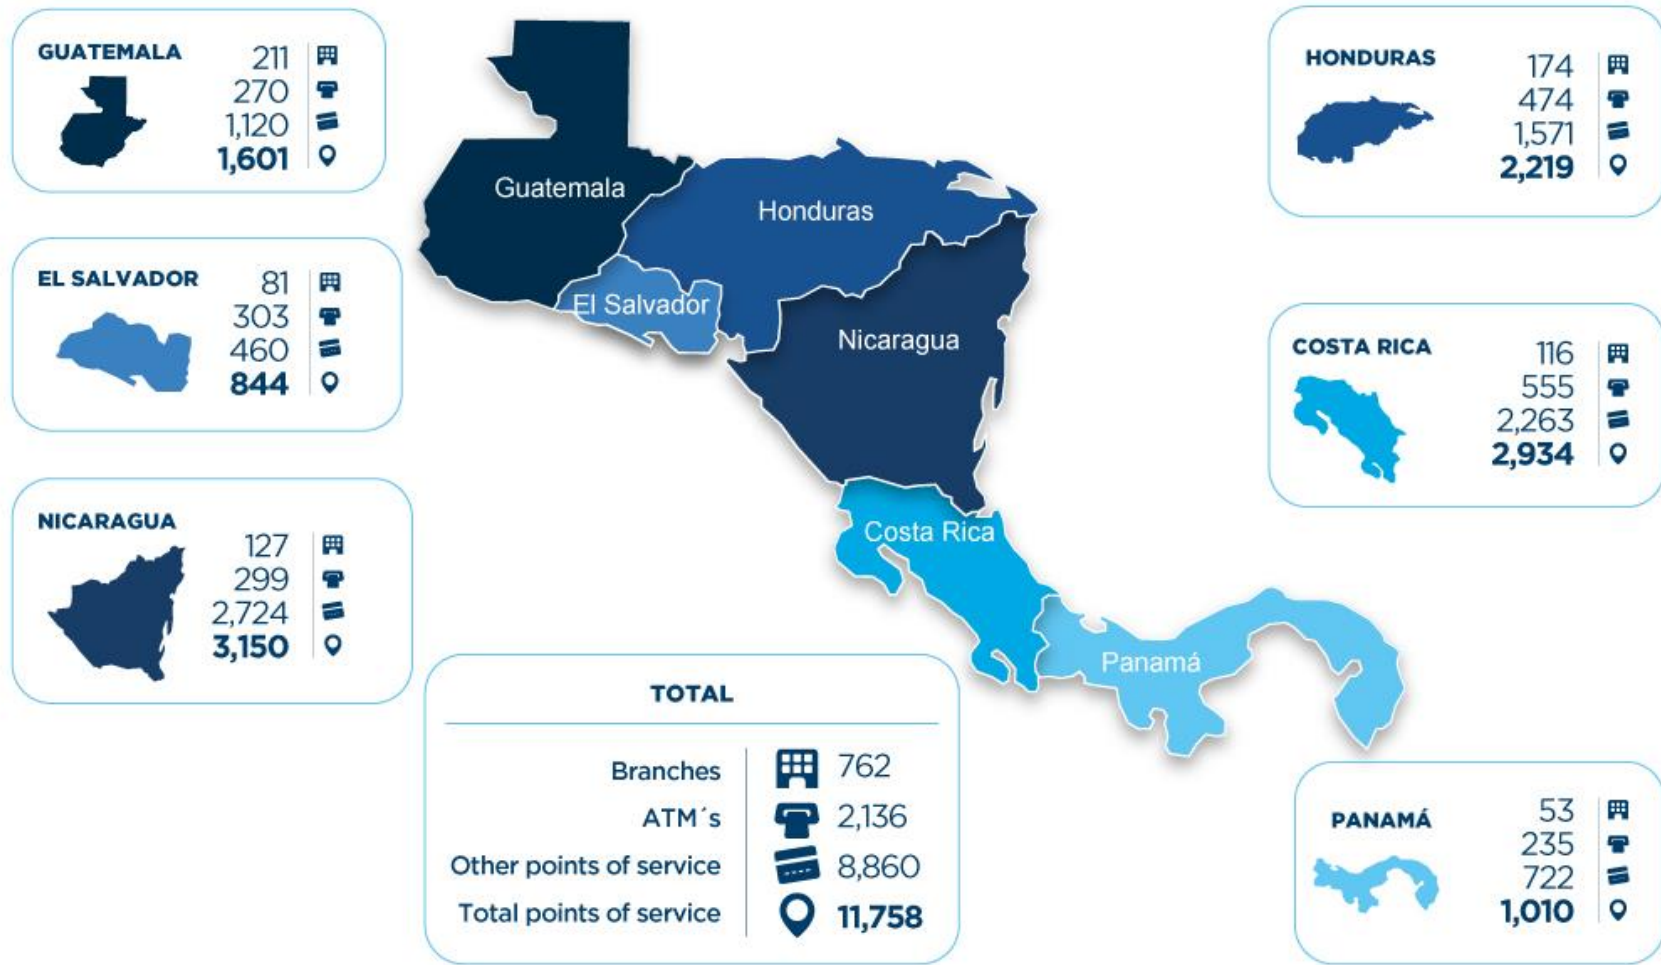 GUATEMALA
211
270
1,120
1,601
EL SALVADOR
81
303
460
844
NICARAGUA
127
299
2,724
3,150
Guatemala
Honduras
El Salvador
Nicaragua
Costa Rica
Panamá
HONDURAS
174
474
1,571
2,219
COSTA RICA
116
555
2,263
2,934
PANAMÁ
53
235
722
1,010
TOTAL
Branches 762
ATM´s 2,136
Other points of service 8,860
Total points of service 11,758